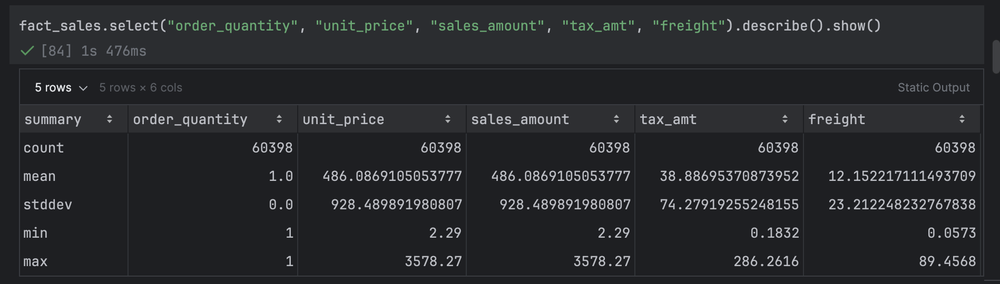 fact_sales.select("order_quantity", "unit_price", "sales_amount", "tax_amt", "freight").describe().show()
[84] 1s 476ms
5 rows 5 rows × 6 cols Static Output
summary order_quantity unit_price sales_amount tax_amt freight
count 60398 60398 60398 60398 60398
mean 1.0 486.0869105053777 486.0869105053777 38.88695370873952 12.152217111493709
stddev 0.0 928.489891980807 928.489891980807 74.27919255248155 23.212248232767838
min 1 2.29 2.29 0.1832 0.0573
max 1 3578.27 3578.27 286.2616 89.4568